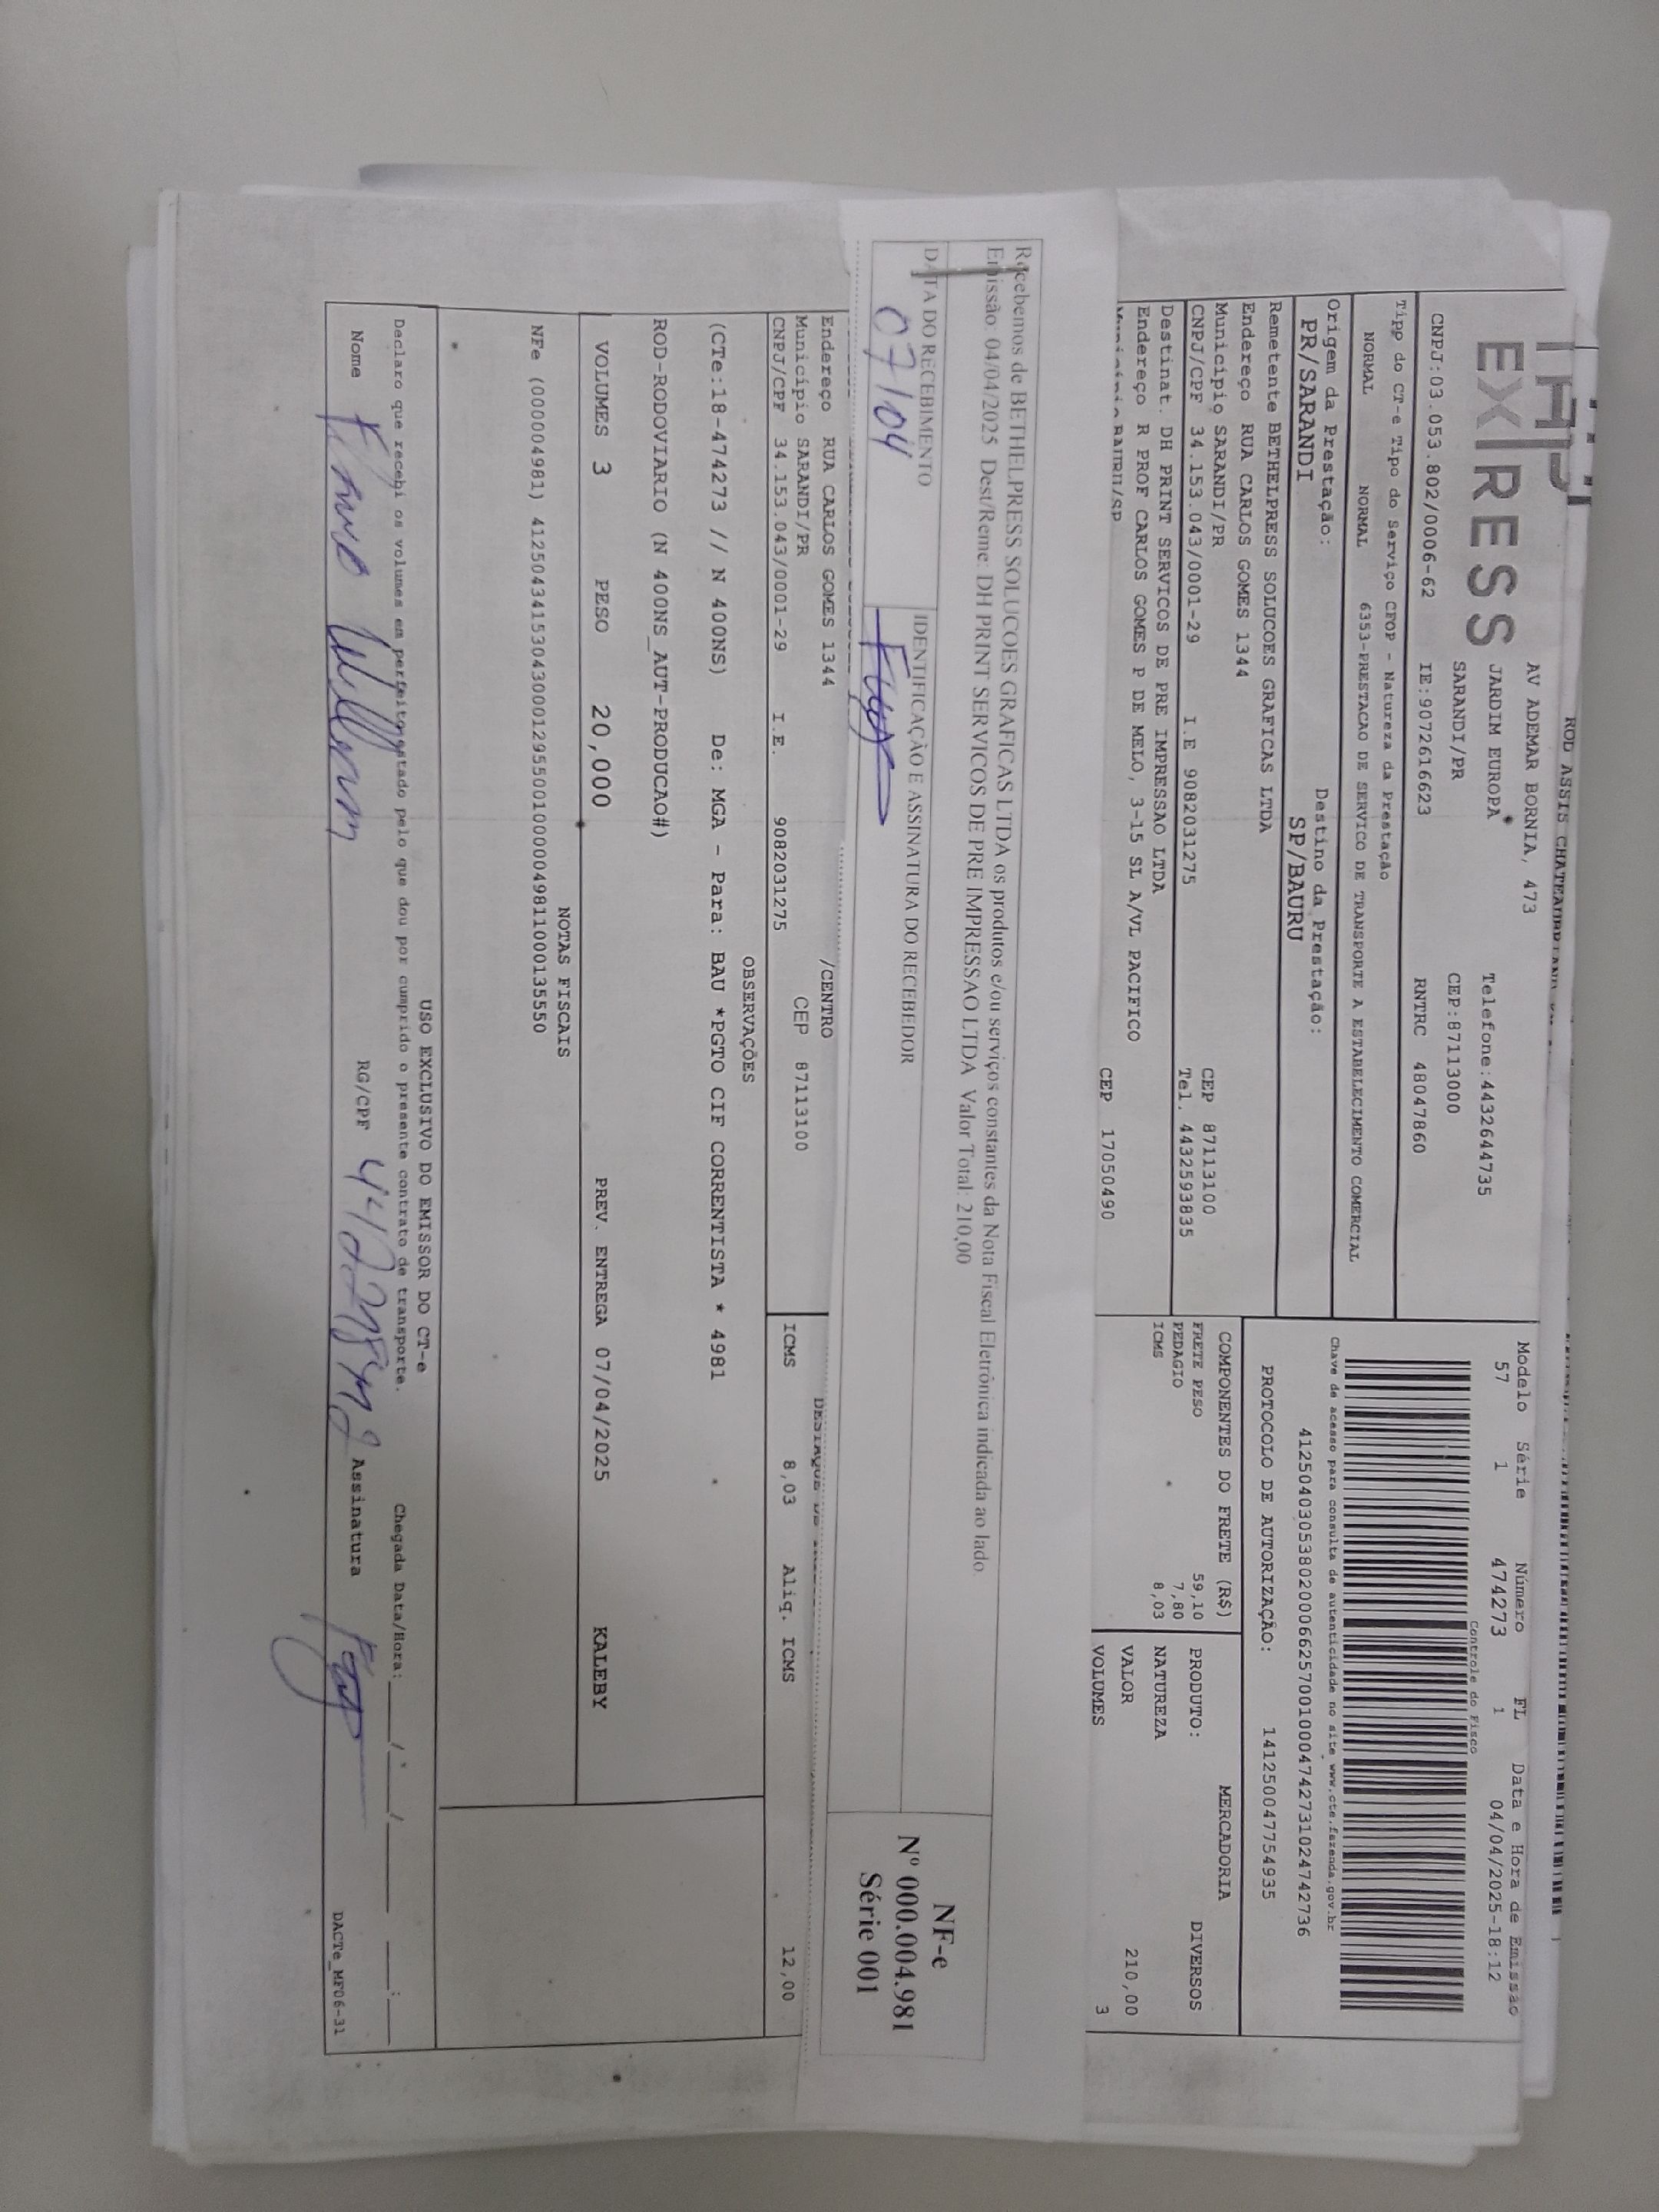 ROD ASSIS CHATEAUBRIAND
EXPRESS
AV ADEMAR BORNIA, 473
JARDIM EUROPA Telefone:4432644735
SARANDI/PR CEP:87113000
CNPJ:03.053.802/0006-62 IE:9072616623 RNTRC 48047860
Modelo Série Número FL Data e Hora de Emissão
57 1 474273 1 04/04/2025-18:12
Controle do Fisco
Tipo do CT-e Tipo do Serviço CFOP - Natureza da Prestação
NORMAL NORMAL 6353-PRESTACAO DE SERVICO DE TRANSPORTE A ESTABELECIMENTO COMERCIAL
Chave de acesso para consulta de autenticidade no site www.cte.fazenda.gov.br
41250403053802000662570010004742731024742736
Origem da Prestação: Destino da Prestação:
PR/SARANDI SP/BAURU
PROTOCOLO DE AUTORIZAÇÃO: 141250047754935
Remetente BETHELPRESS SOLUCOES GRAFICAS LTDA
Endereço RUA CARLOS GOMES 1344
Municipio SARANDI/PR CEP 87113100
CNPJ/CPF 34.153.043/0001-29 I.E 9082031275 Tel. 4432593835
Destinat. DH PRINT SERVICOS DE PRE IMPRESSAO LTDA
Endereço R PROF CARLOS GOMES P DE MELO, 3-15 SL A/VL PACIFICO
Município BAURU/SP CEP 17050490
COMPONENTES DO FRETE (R$)
FRETE PESO 59,10
PEDAGIO 7,80
ICMS 8,03
MERCADORIA
PRODUTO: DIVERSOS
NATUREZA
VALOR 210,00
VOLUMES 3
Recebemos de BETHELPRESS SOLUCOES GRAFICAS LTDA os produtos e/ou serviços constantes da Nota Fiscal Eletrônica indicada ao lado.
Emissão: 04/04/2025 Dest/Reme: DH PRINT SERVICOS DE PRE IMPRESSAO LTDA Valor Total: 210,00
DATA DO RECEBIMENTO IDENTIFICAÇÃO E ASSINATURA DO RECEBEDOR
07/04
NF-e
Nº 000.004.981
Série 001
Endereço RUA CARLOS GOMES 1344 /CENTRO
Município SARANDI/PR CEP 87113100
CNPJ/CPF 34.153.043/0001-29 I.E. 9082031275
ICMS 8,03 Aliq. ICMS 12,00
OBSERVAÇÕES
(CTe:18-474273 // N 400NS) De: MGA - Para: BAU *PGTO CIF CORRENTISTA * 4981
ROD-RODOVIARIO (N 400NS_AUT-PRODUCAO#)
VOLUMES 3 PESO 20,000 PREV. ENTREGA 07/04/2025 KALEBY
NOTAS FISCAIS
NFe (000004981) 41250434153043000129550010000049811000135550
USO EXCLUSIVO DO EMISSOR DO CT-e
Declaro que recebi os volumes em perfeito estado pelo que dou por cumprido o presente contrato de transporte. Chegada Data/Hora: ____/____/____ ____:____
Nome RG/CPF Assinatura
DACTe_MF06-31